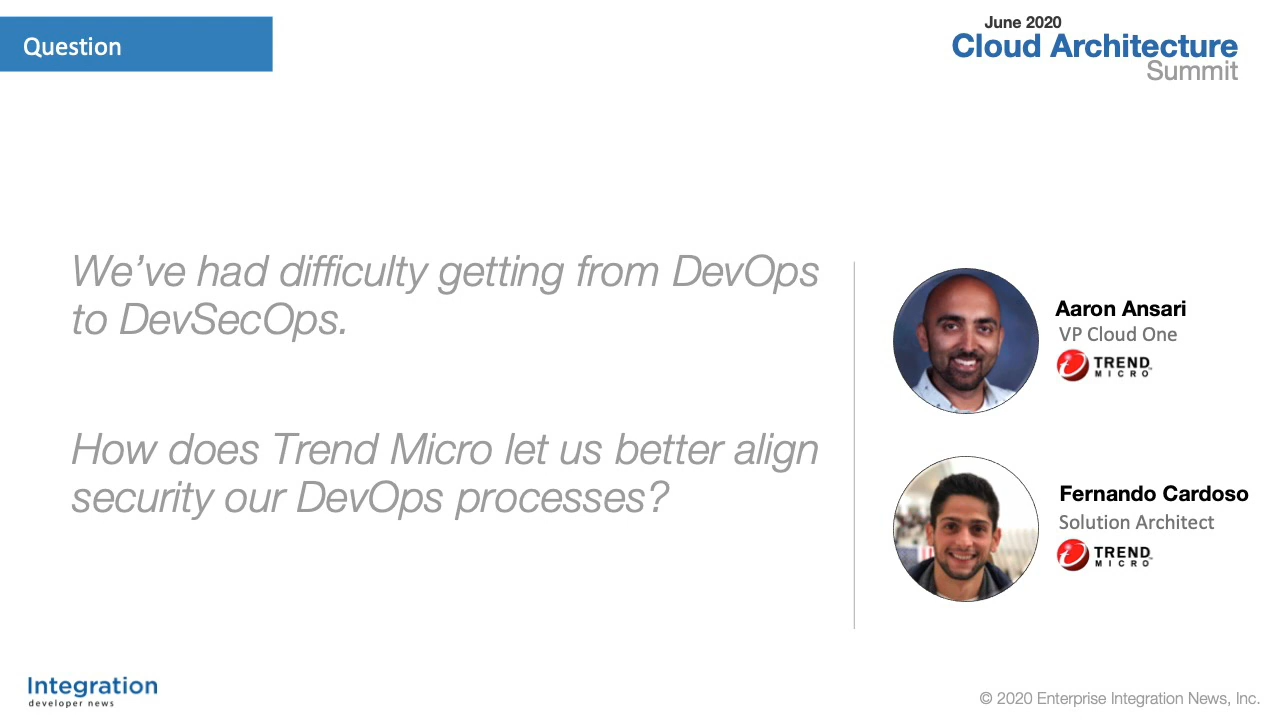 Question
June 2020
Cloud Architecture
Summit
We've had difficulty getting from DevOps
to DevSecOps.
How does Trend Micro let us better align
security our DevOps processes?
Aaron Ansari
VP Cloud One
TREND
MICRO
Fernando Cardoso
Solution Architect
TREND
MICRO
Integration
developer news
© 2020 Enterprise Integration News, Inc.